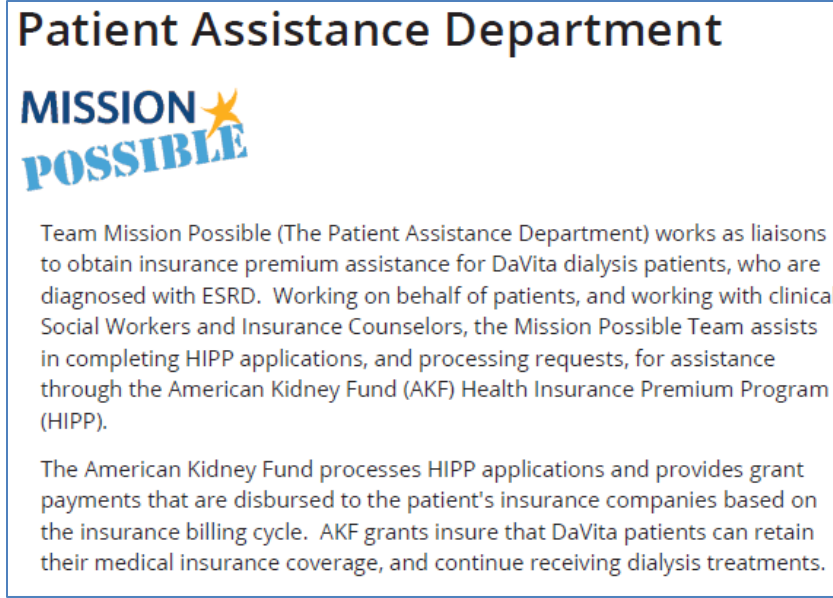 Patient Assistance Department
MISSION
POSSIBLE
Team Mission Possible (The Patient Assistance Department) works as liaisons
to obtain insurance premium assistance for DaVita dialysis patients, who are
diagnosed with ESRD.  Working on behalf of patients, and working with clinical
Social Workers and Insurance Counselors, the Mission Possible Team assists
in completing HIPP applications, and processing requests, for assistance
through the American Kidney Fund (AKF) Health Insurance Premium Program
(HIPP).
The American Kidney Fund processes HIPP applications and provides grant
payments that are disbursed to the patient's insurance companies based on
the insurance billing cycle.  AKF grants insure that DaVita patients can retain
their medical insurance coverage, and continue receiving dialysis treatments.